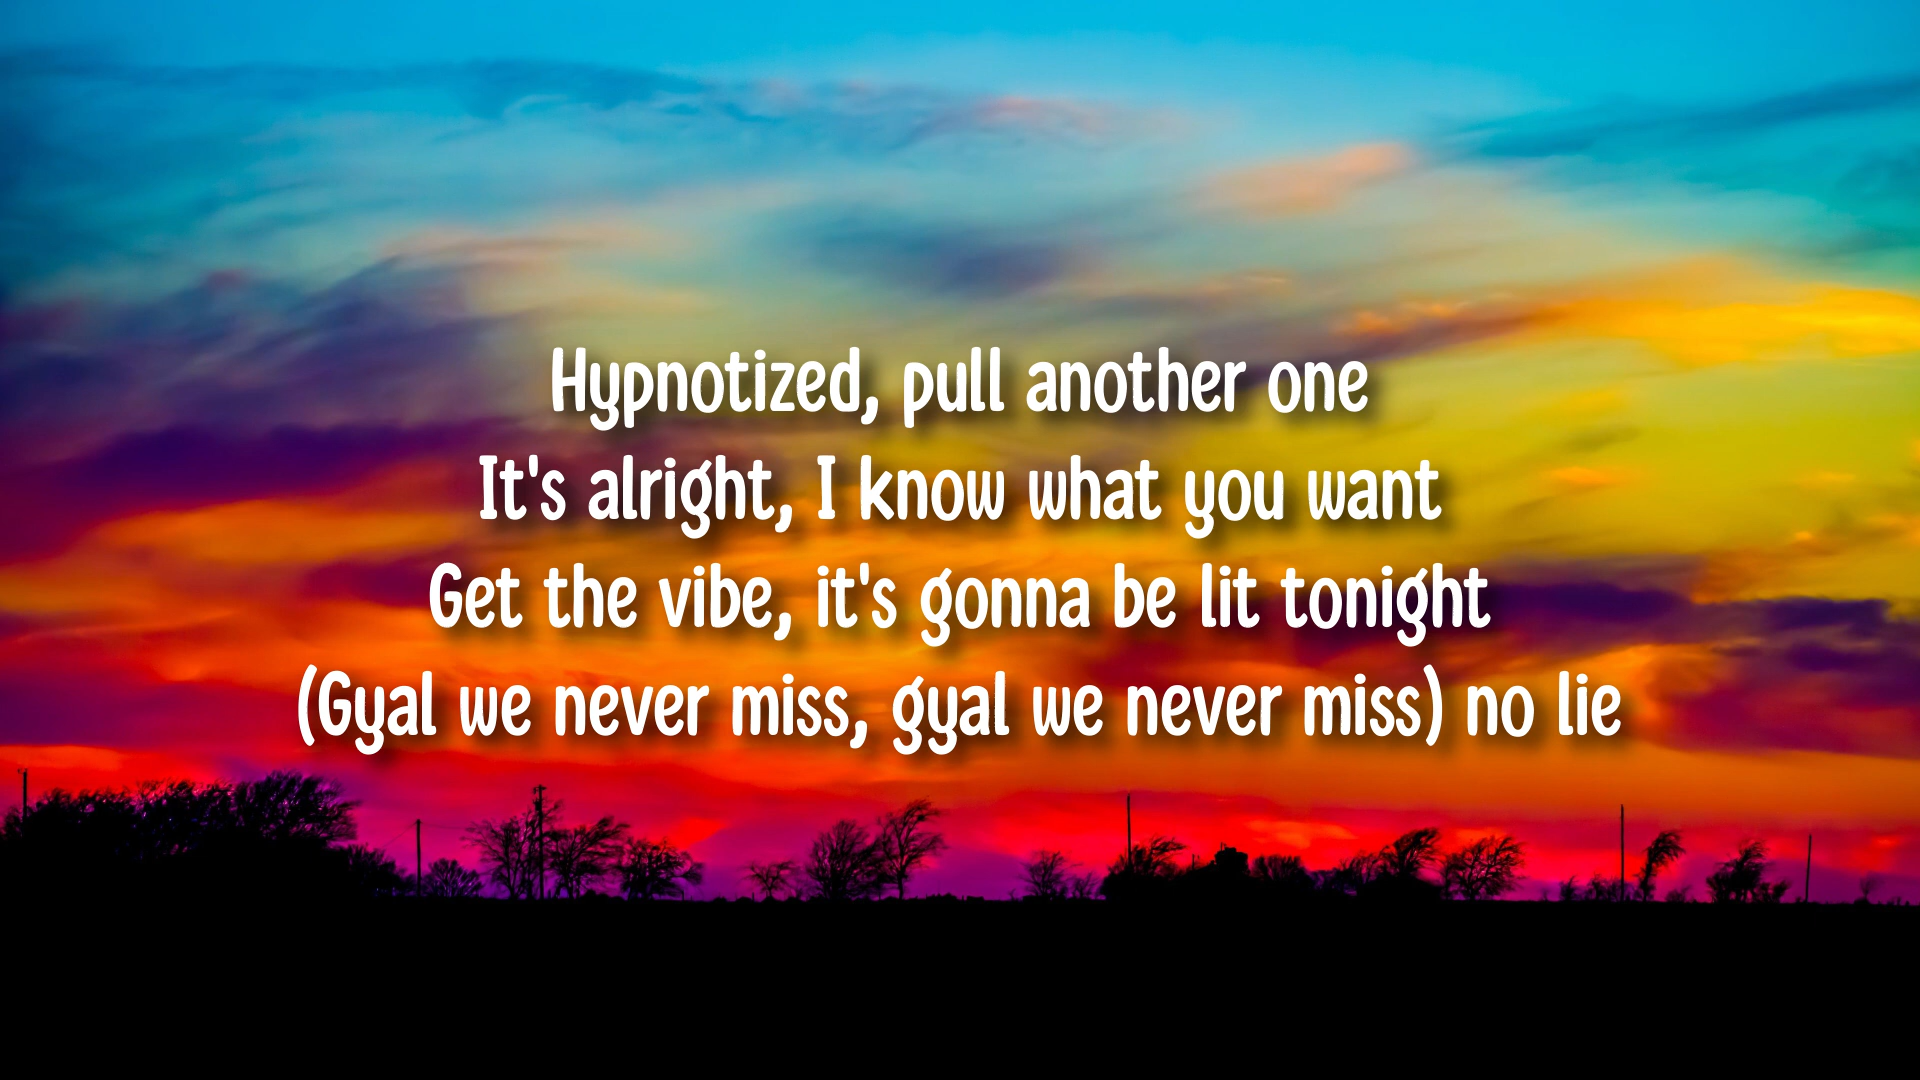 Hypnotized, pull another one
It's alright, I know what you want
Get the vibe, it's gonna be lit tonight
(Gyal we never miss, gyal we never miss) no lie